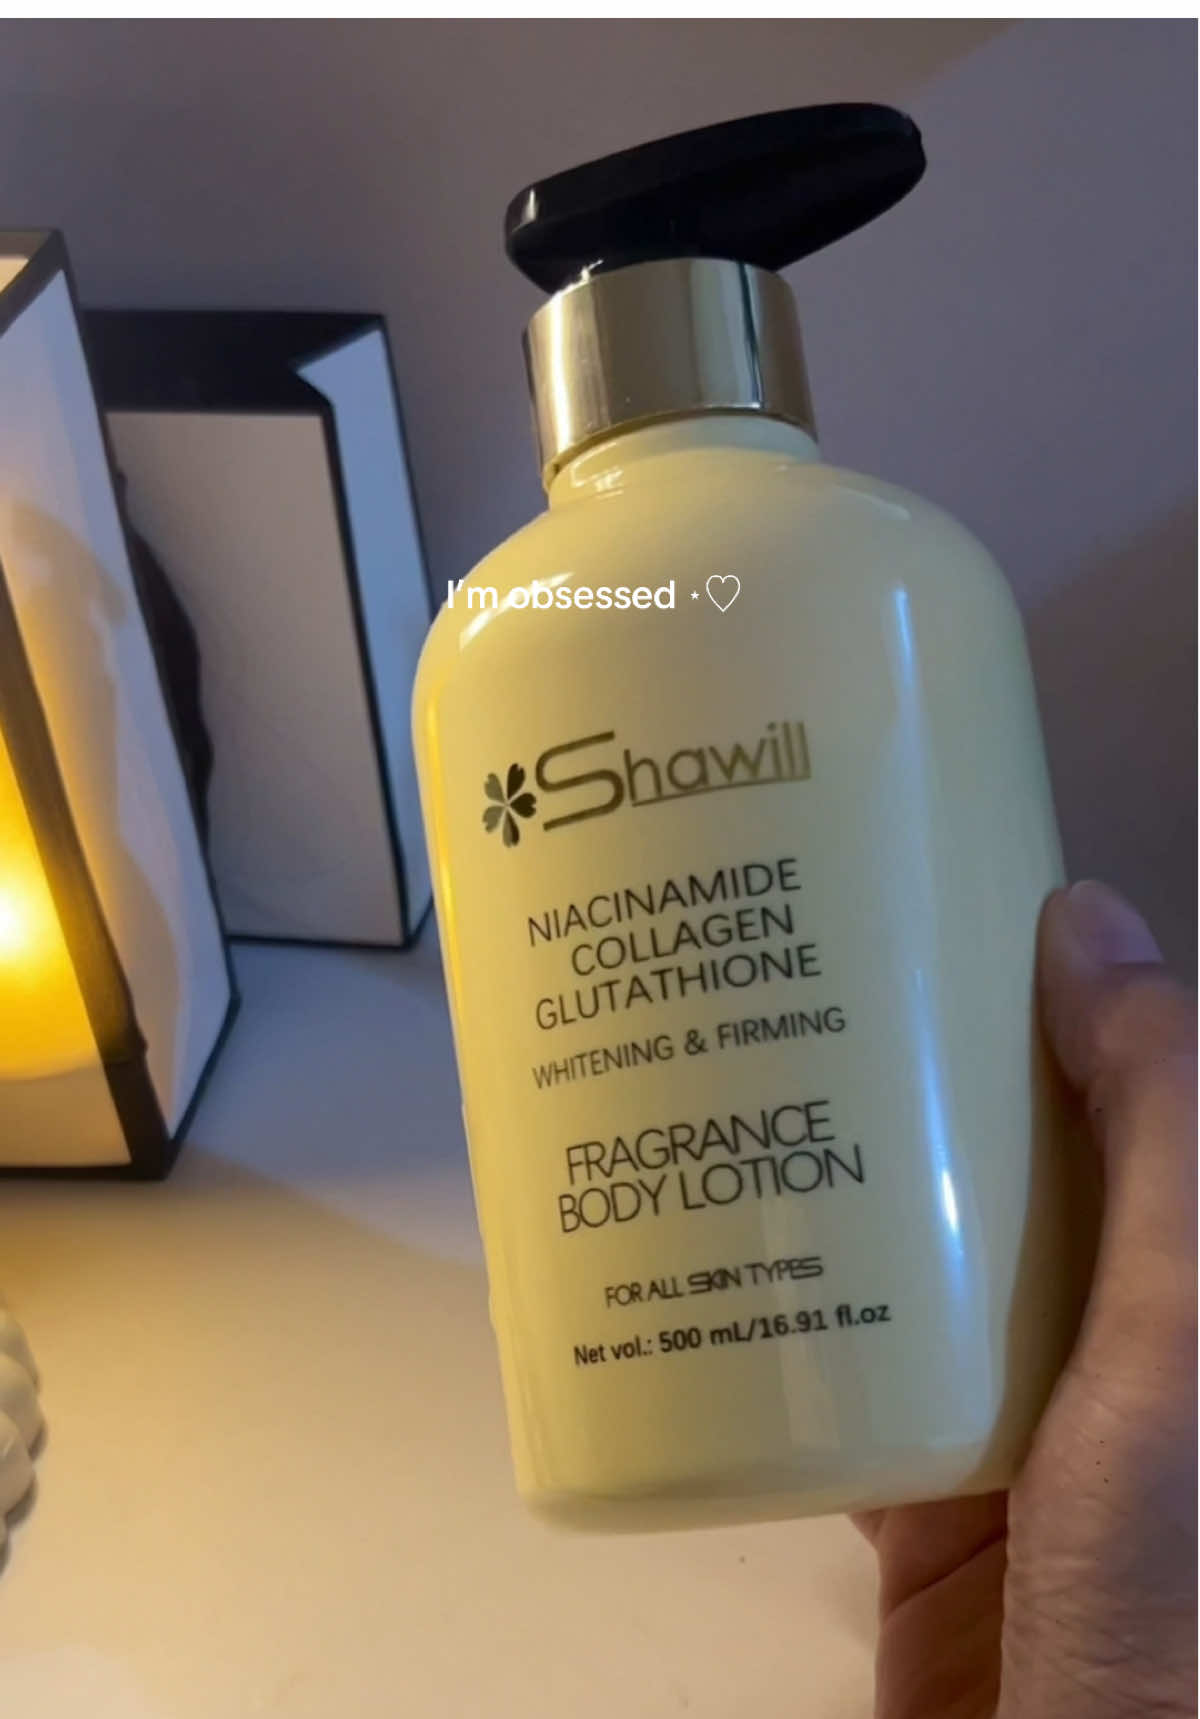 I'm obsessed ⋆♡
Shawill
NIACINAMIDE
COLLAGEN
GLUTATHIONE
WHITENING & FIRMING
FRAGRANCE
BODY LOTION
FOR ALL SKIN TYPES
Net vol.: 500 mL/16.91 fl.oz